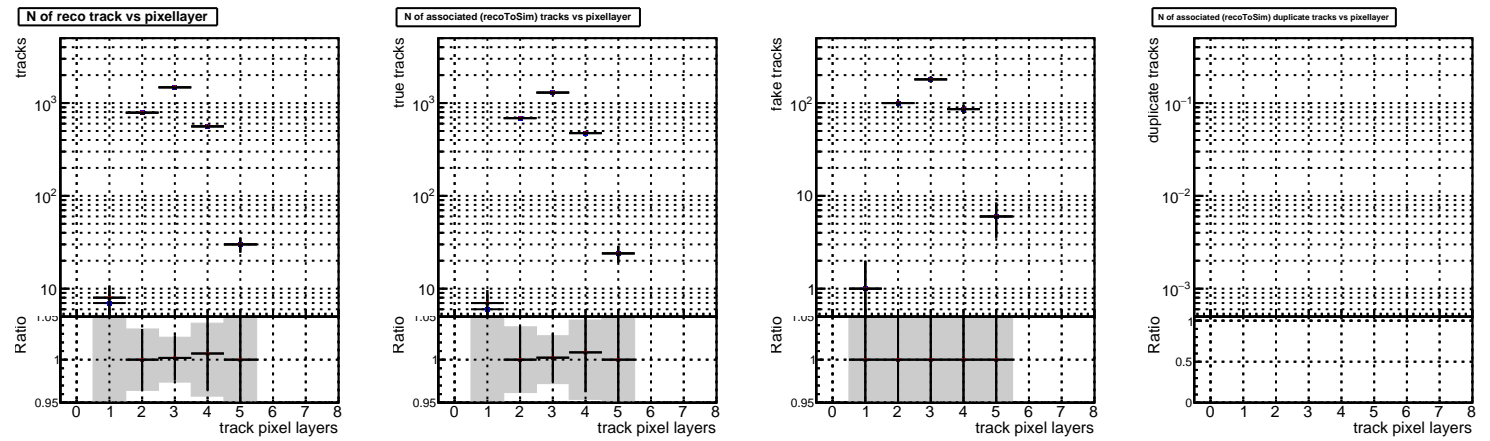 N of reco track vs pixellayer
tracks
10³
10²
10
Ratio
1.05
1
0.95
0 1 2 3 4 5 6 7 8
track pixel layers
N of associated (recoToSim) tracks vs pixellayer
true tracks
10³
10²
10
Ratio
1.05
1
0.95
0 1 2 3 4 5 6 7 8
track pixel layers
fake tracks
10²
10
1
Ratio
1.05
1
0.95
0 1 2 3 4 5 6 7 8
track pixel layers
N of associated (recoToSim) duplicate tracks vs pixellayer
duplicate tracks
10⁻¹
10⁻²
10⁻³
Ratio
1
0.5
0
0 1 2 3 4 5 6 7 8
track pixel layers